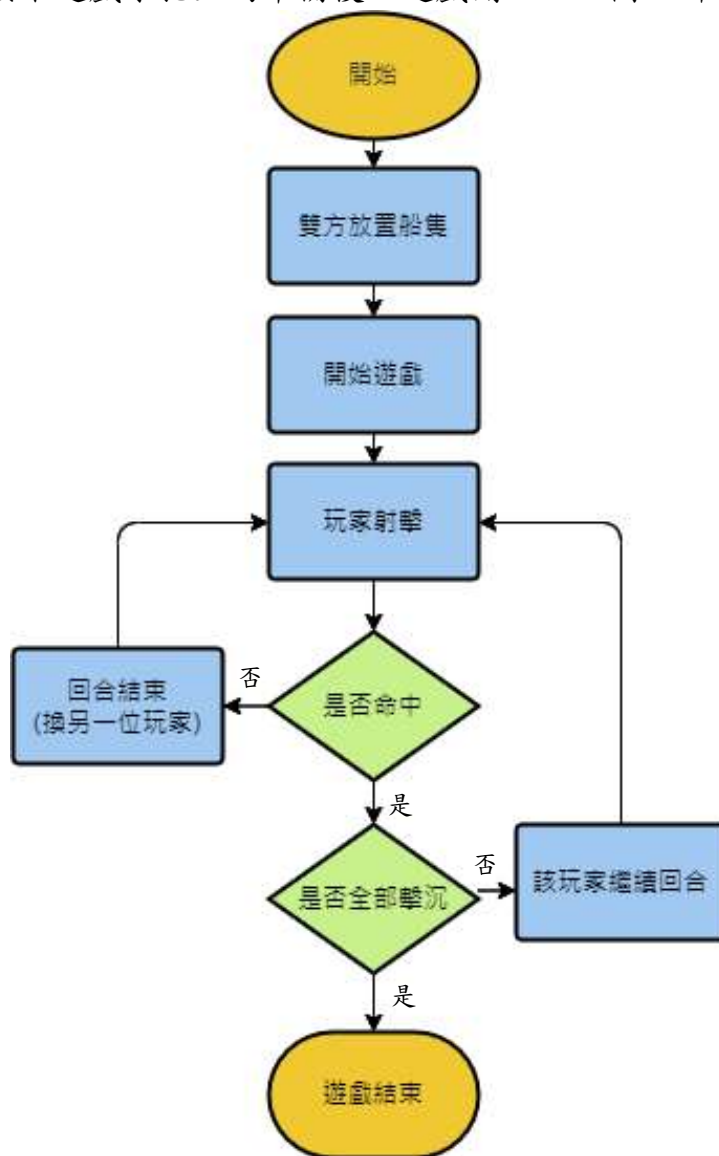 開始
雙方放置船隻
開始遊戲
玩家射擊
回合結束
(換另一位玩家)
否
是否命中
是
是否全部擊沉
否
該玩家繼續回合
是
遊戲結束